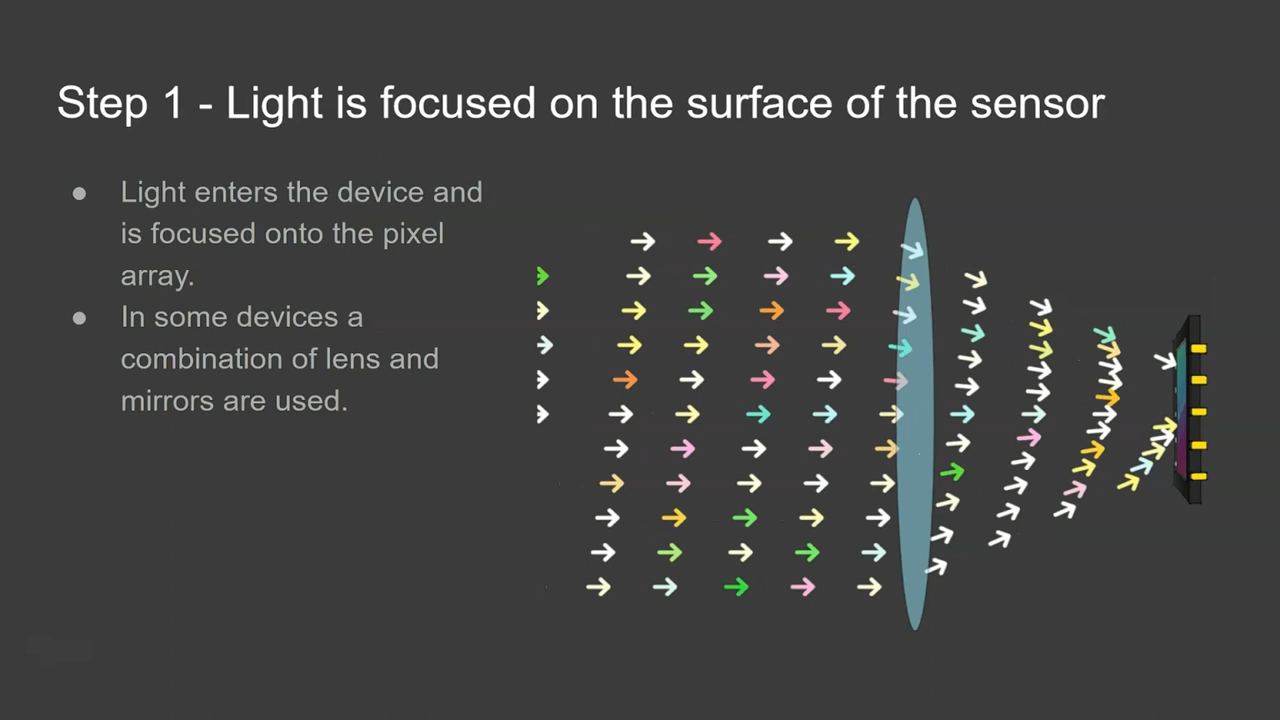 Step 1 - Light is focused on the surface of the sensor
● Light enters the device and
is focused onto the pixel
array.
● In some devices a
combination of lens and
mirrors are used.